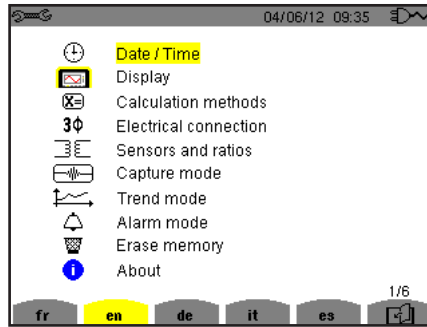 04/06/12 09:35
Date / Time
Display
X= Calculation methods
3Φ Electrical connection
Sensors and ratios
Capture mode
Trend mode
Alarm mode
Erase memory
i About
1/6
fr en de it es